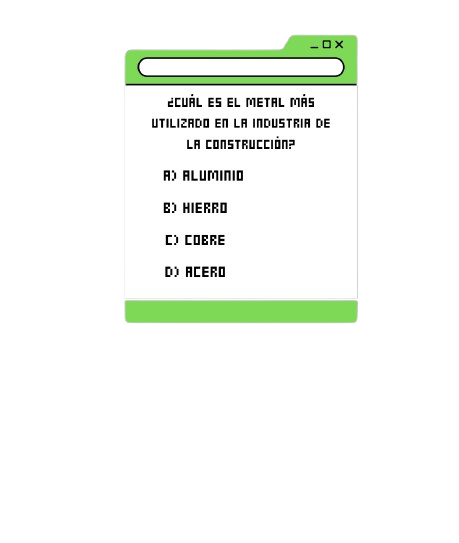 ¿CUÁL ES EL METAL MÁS
UTILIZADO EN LA INDUSTRIA DE
LA CONSTRUCCIÓN?
A) ALUMINIO
B) HIERRO
C) COBRE
D) ACERO